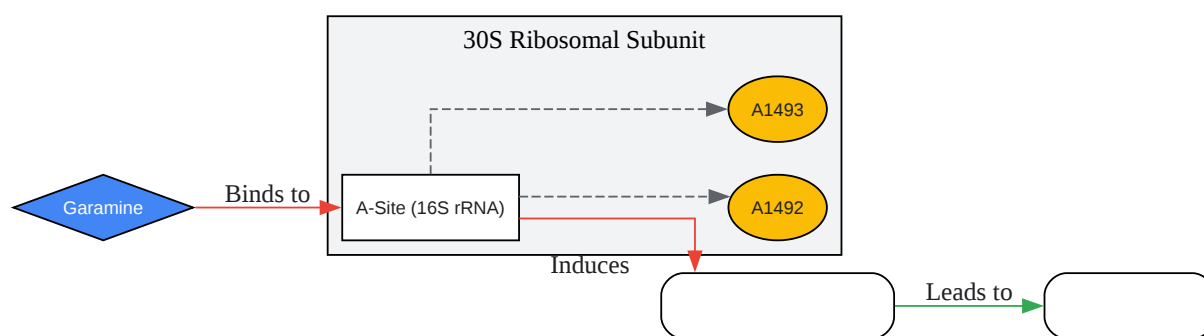 30S Ribosomal Subunit
A1493
Garamine
Binds to
A-Site (16S rRNA)
A1492
Induces
Leads to